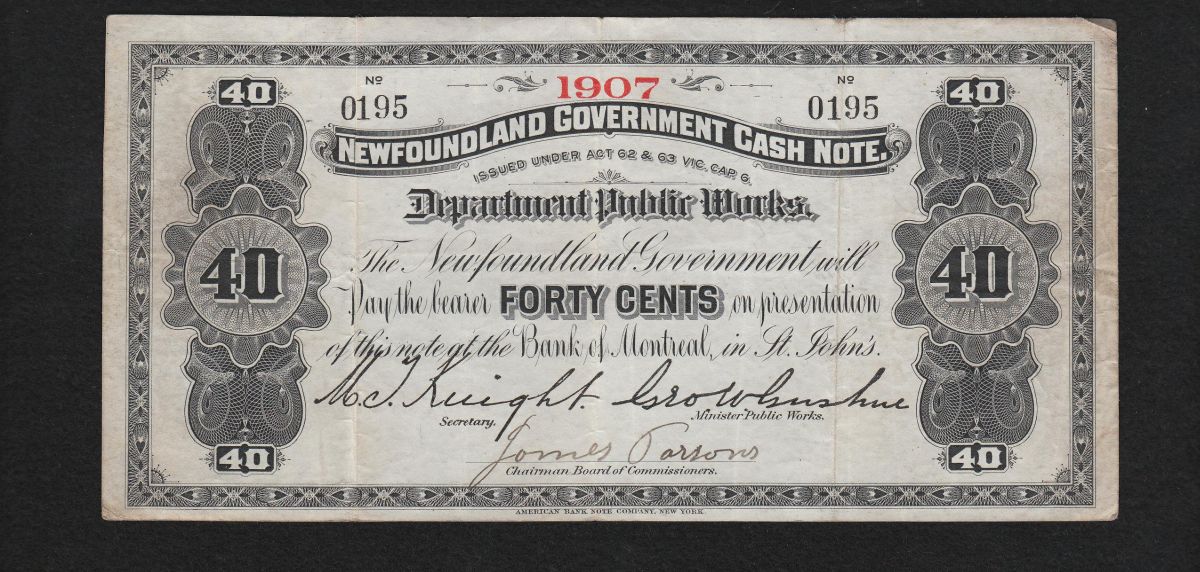 40 Nº 1907 Nº 40
0195 0195
NEWFOUNDLAND GOVERNMENT CASH NOTE.
ISSUED UNDER ACT 62 & 63 VIC. CAP. 6.
Department Public Works.
The Newfoundland Government, will
40 40
Pay the bearer FORTY CENTS on presentation
of this note at the Bank of Montreal, in St. John's.
M. J. Knight. Geo W Gushue
Secretary. Minister Public Works.
40 James Parsons 40
Chairman Board of Commissioners.
AMERICAN BANK NOTE COMPANY, NEW YORK.